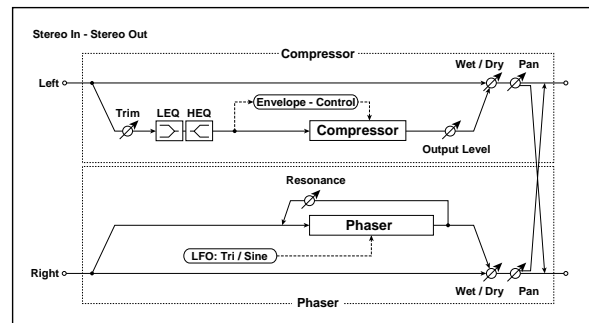 Stereo In - Stereo Out
Compressor
Wet / Dry
Pan
Left
Trim
LEQ
HEQ
Envelope - Control
Compressor
Output Level
Resonance
Phaser
LFO: Tri / Sine
Right
Wet / Dry
Pan
Phaser